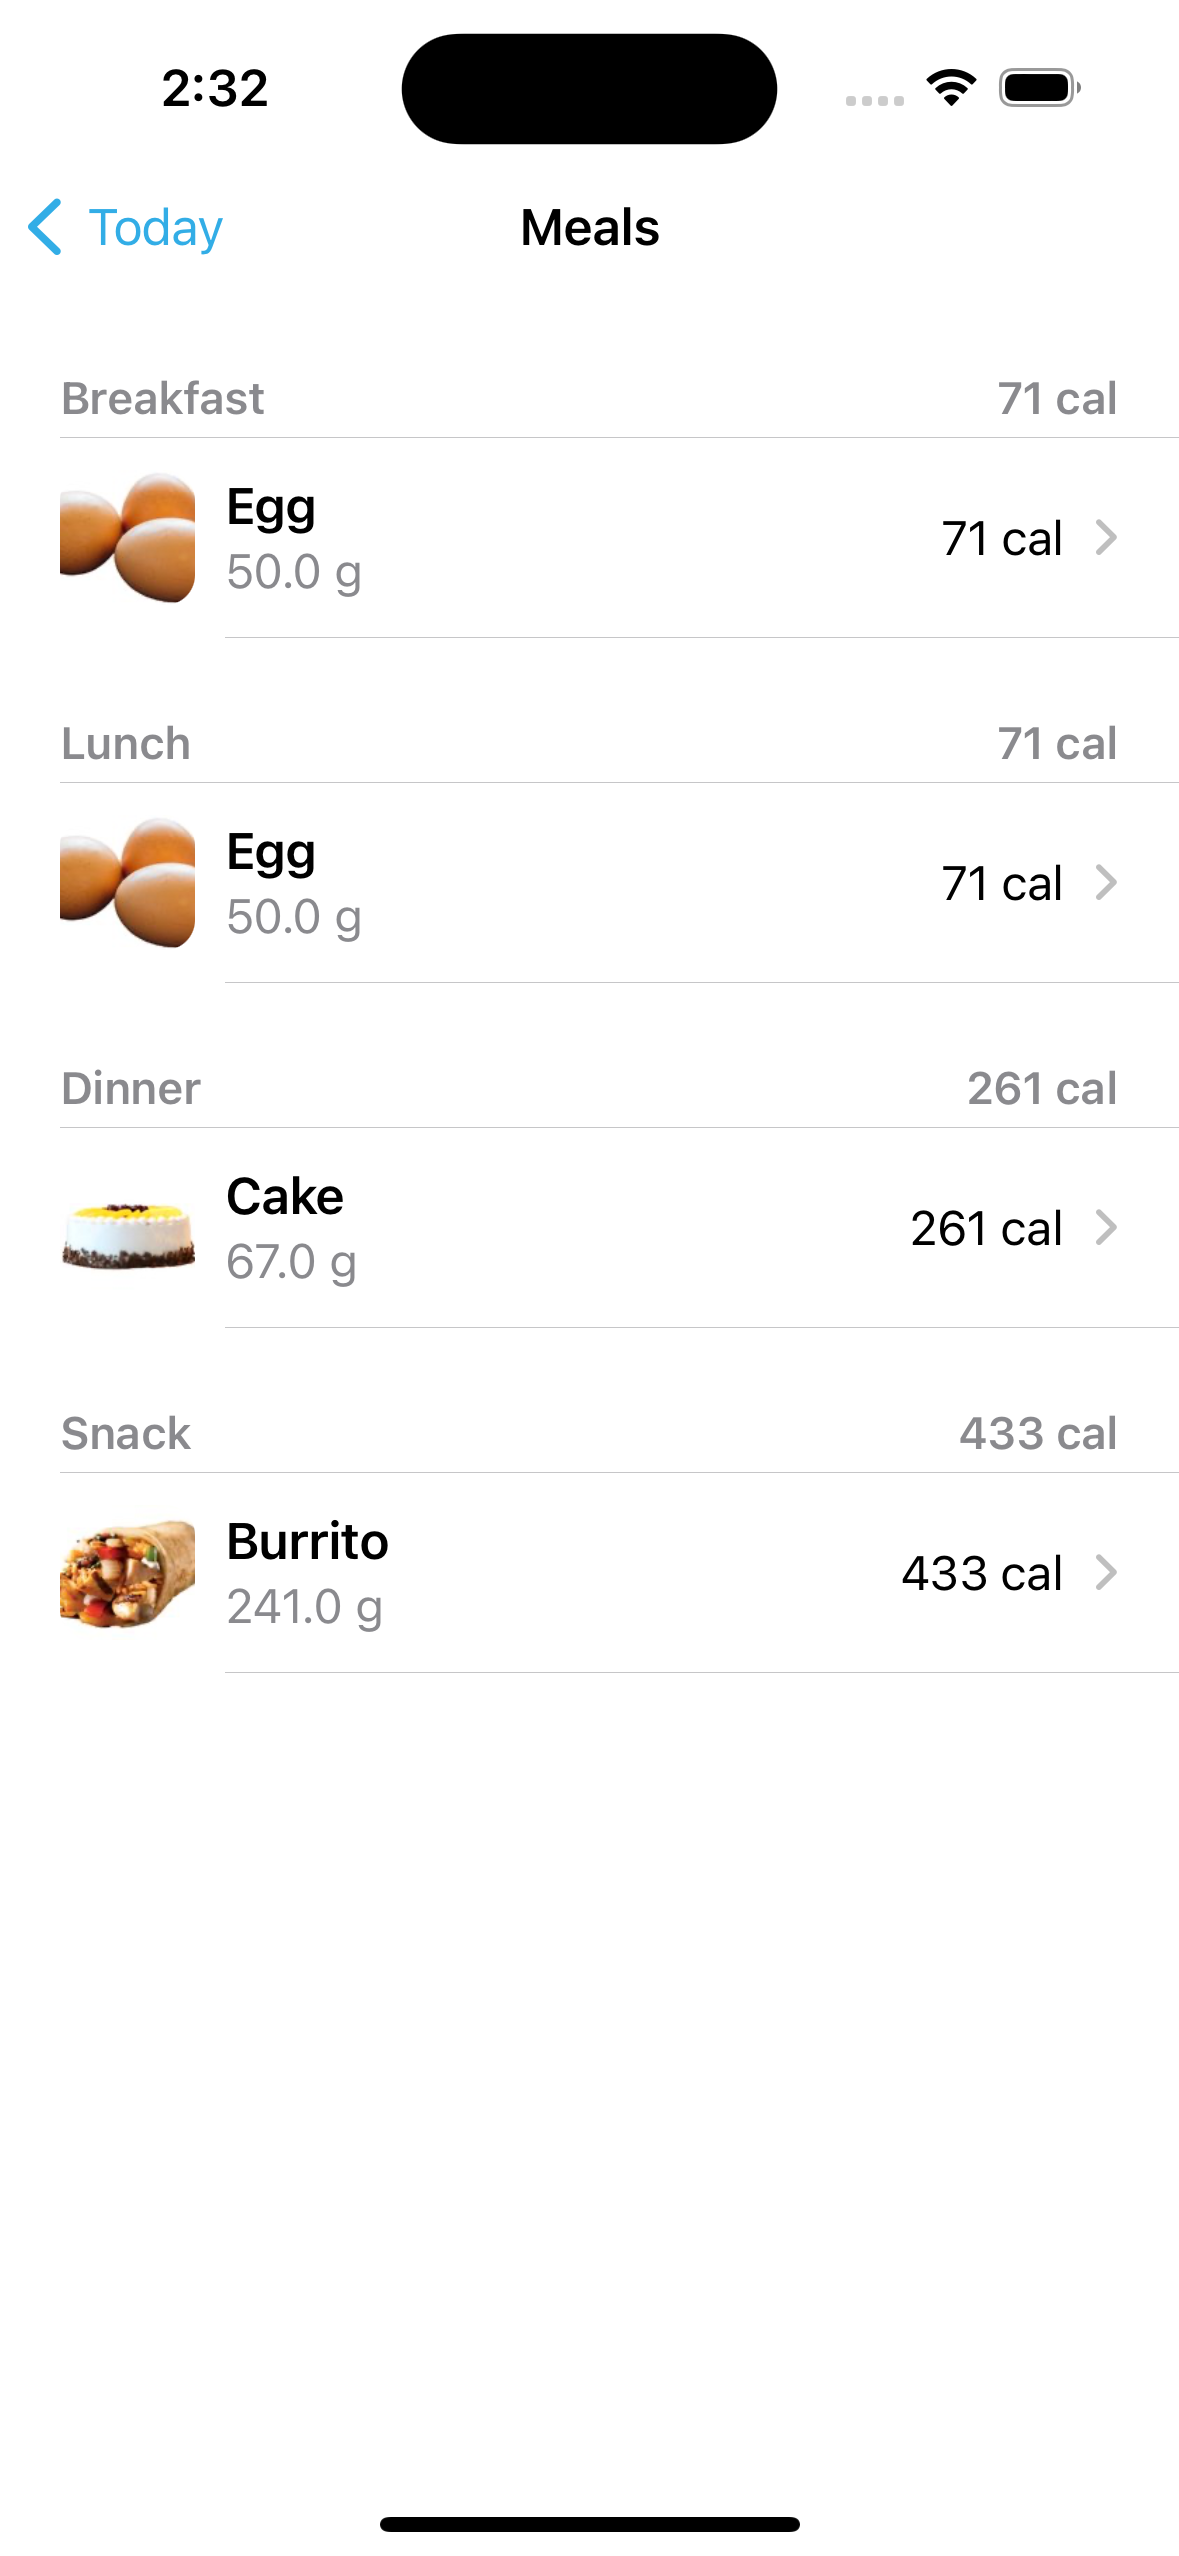 2:32
Today
Meals
Breakfast 71 cal
Egg
50.0 g
71 cal
Lunch 71 cal
Egg
50.0 g
71 cal
Dinner 261 cal
Cake
67.0 g
261 cal
Snack 433 cal
Burrito
241.0 g
433 cal